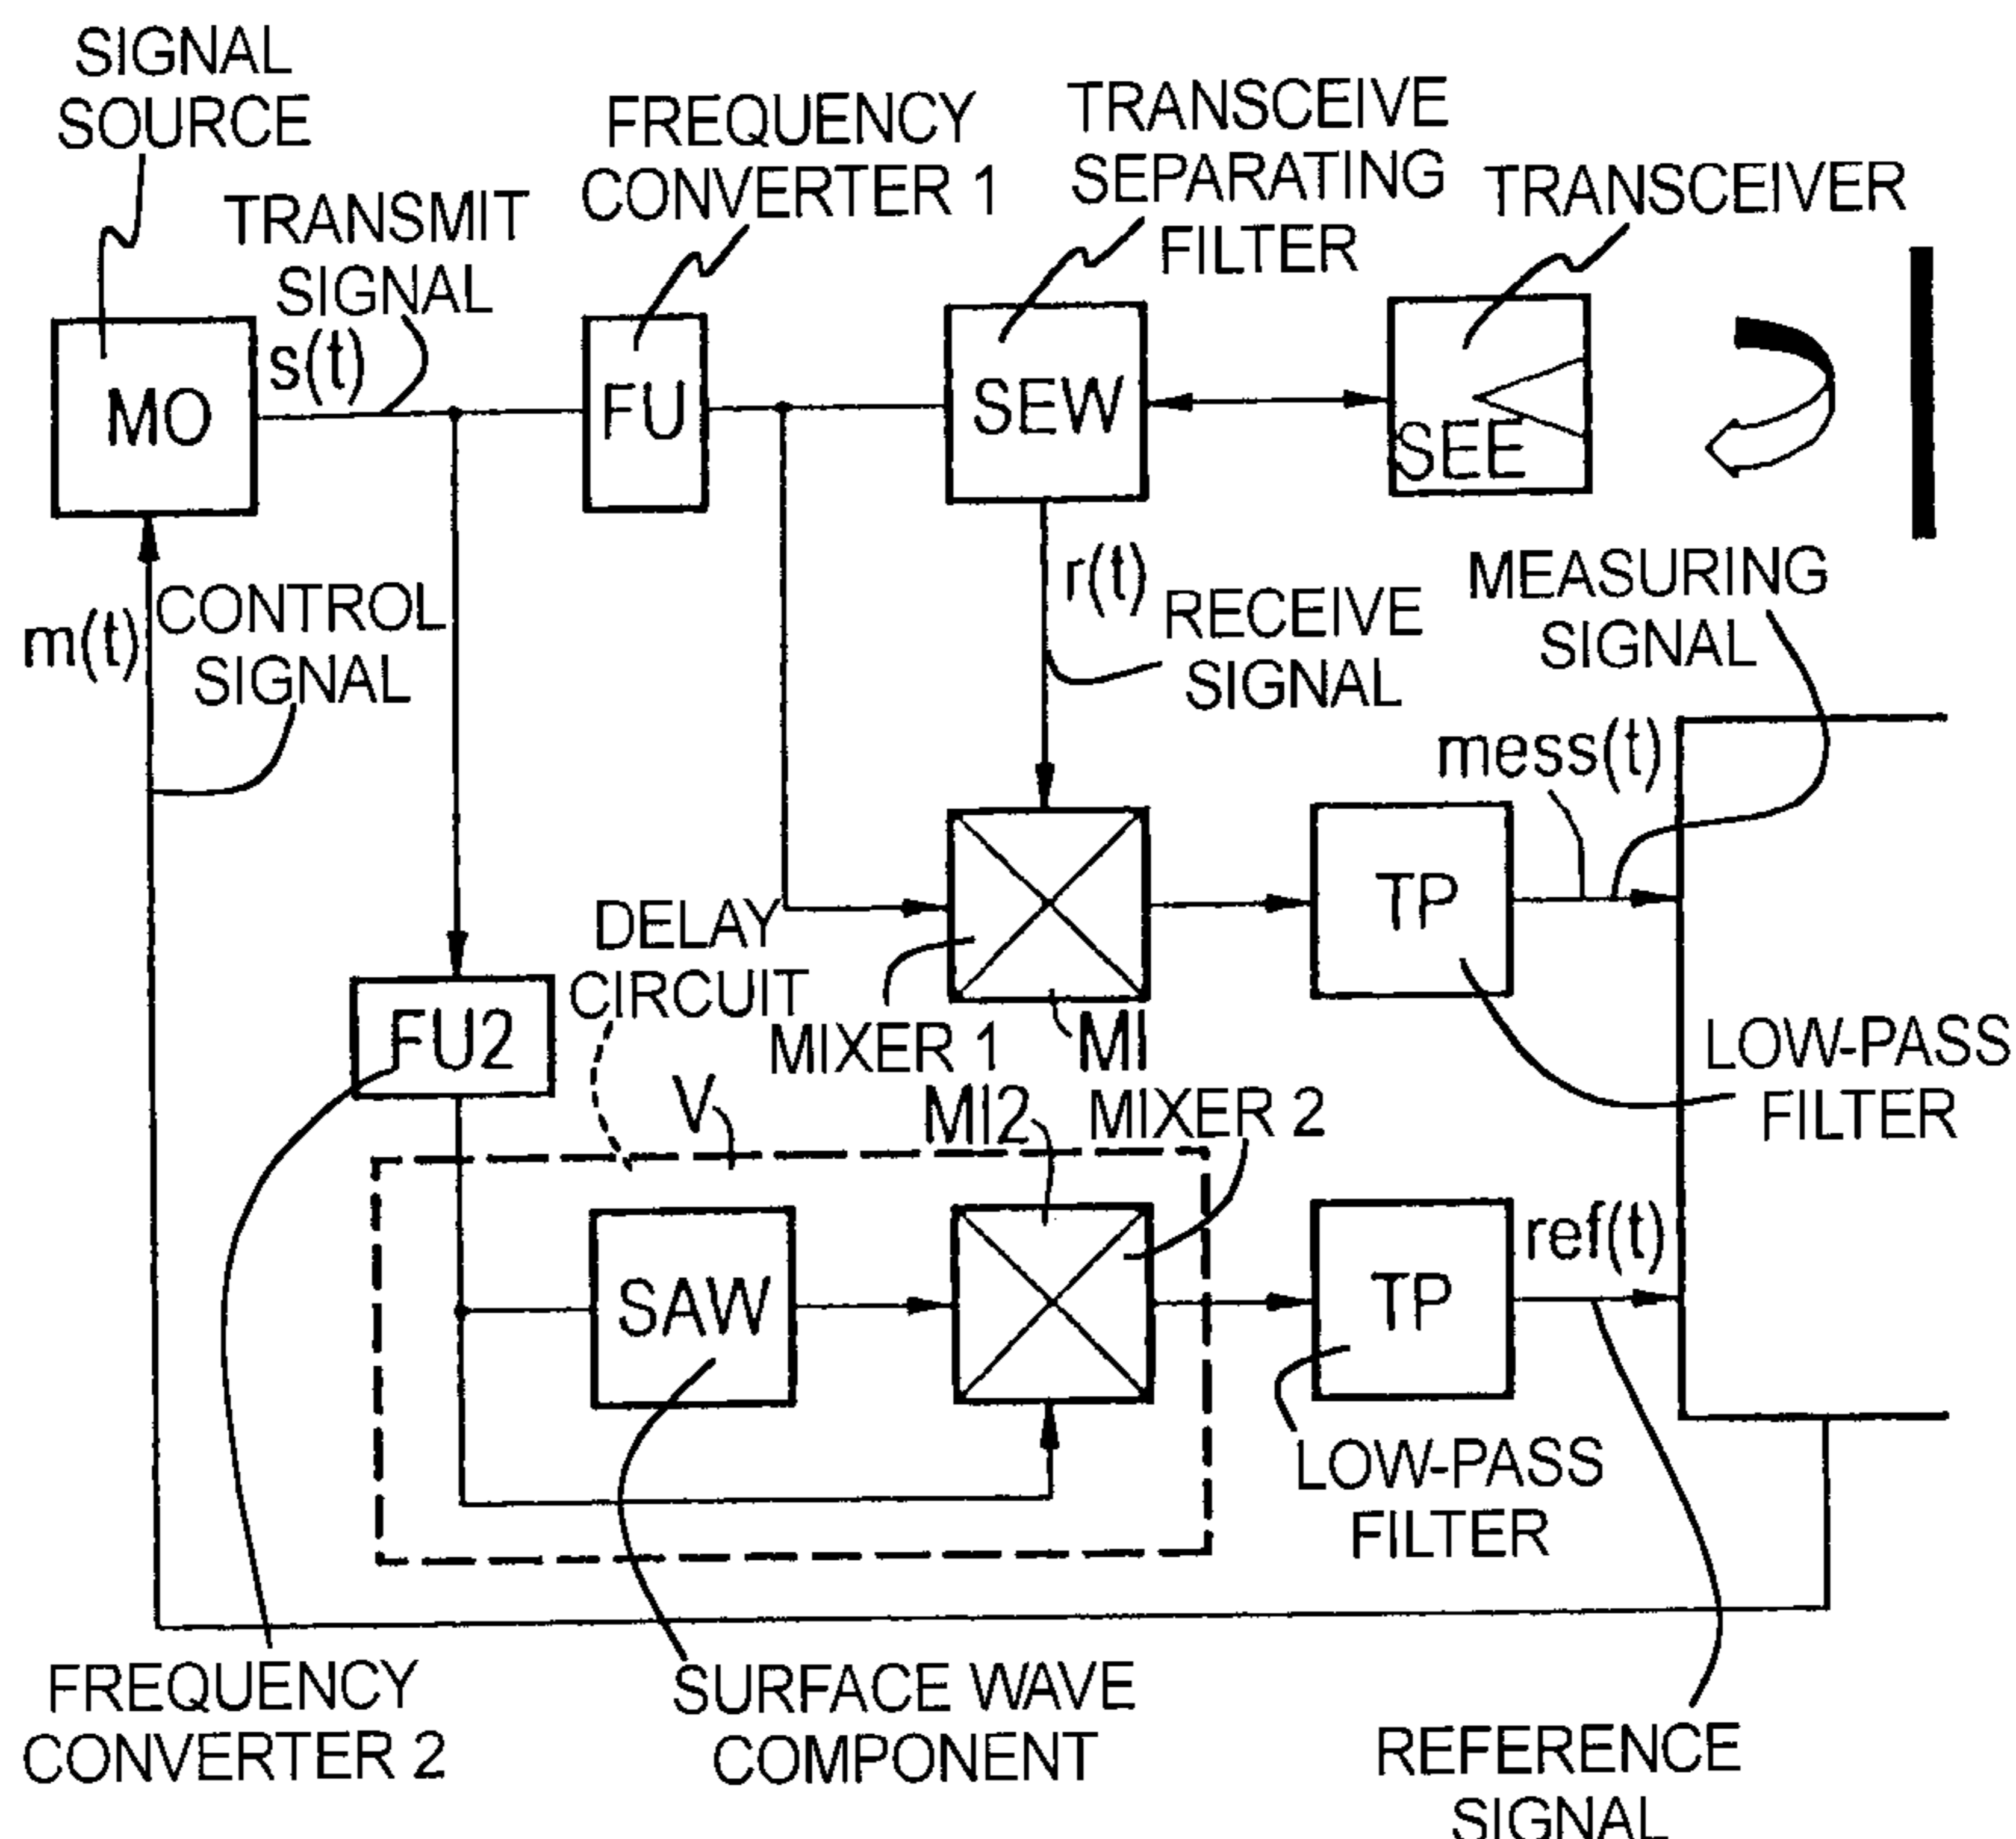 SIGNAL
SOURCE
TRANSMIT
SIGNAL
s(t)
FREQUENCY
CONVERTER 1
TRANSCEIVE
SEPARATING
FILTER
TRANSCEIVER
MO
FU
SEW
SEE
m(t)
CONTROL
SIGNAL
r(t)
RECEIVE
SIGNAL
MEASURING
SIGNAL
mess(t)
DELAY
CIRCUIT
MIXER 1
MI
TP
LOW-PASS
FILTER
FU2
V
MI2
MIXER 2
SAW
TP
ref(t)
LOW-PASS
FILTER
FREQUENCY
CONVERTER 2
SURFACE WAVE
COMPONENT
REFERENCE
SIGNAL